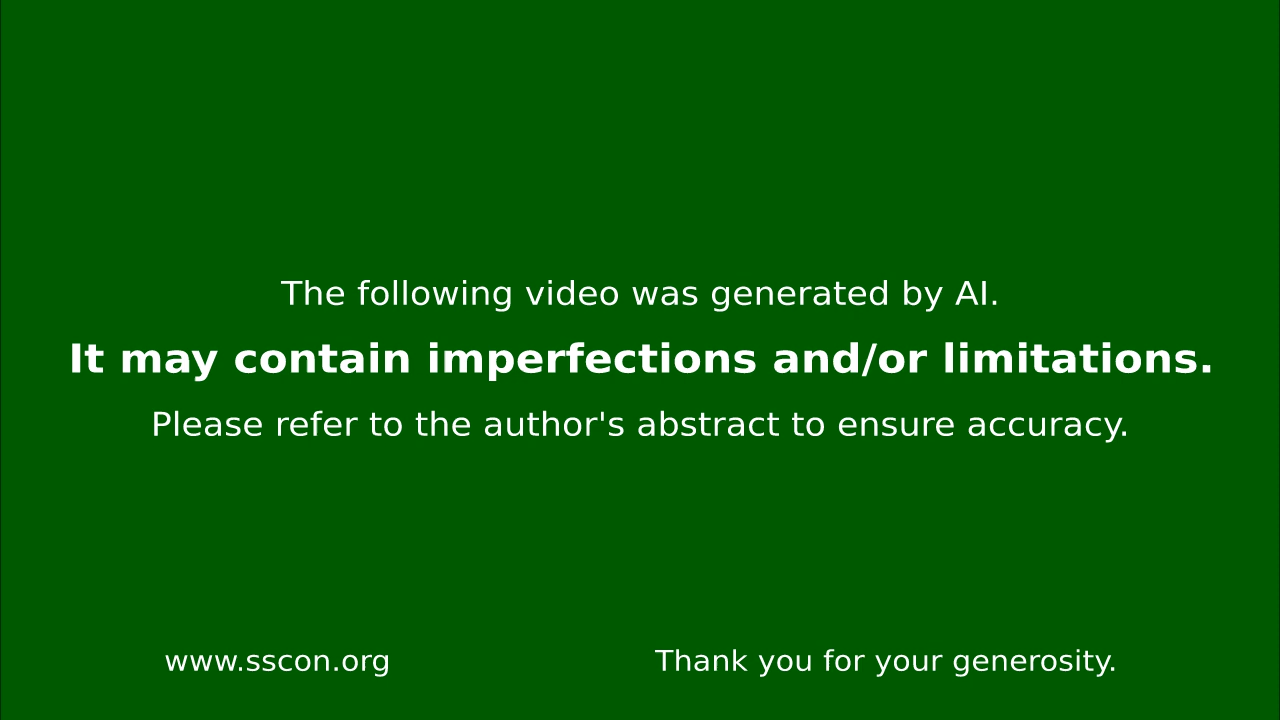 The following video was generated by AI.
It may contain imperfections and/or limitations.
Please refer to the author's abstract to ensure accuracy.
www.sscon.org
Thank you for your generosity.